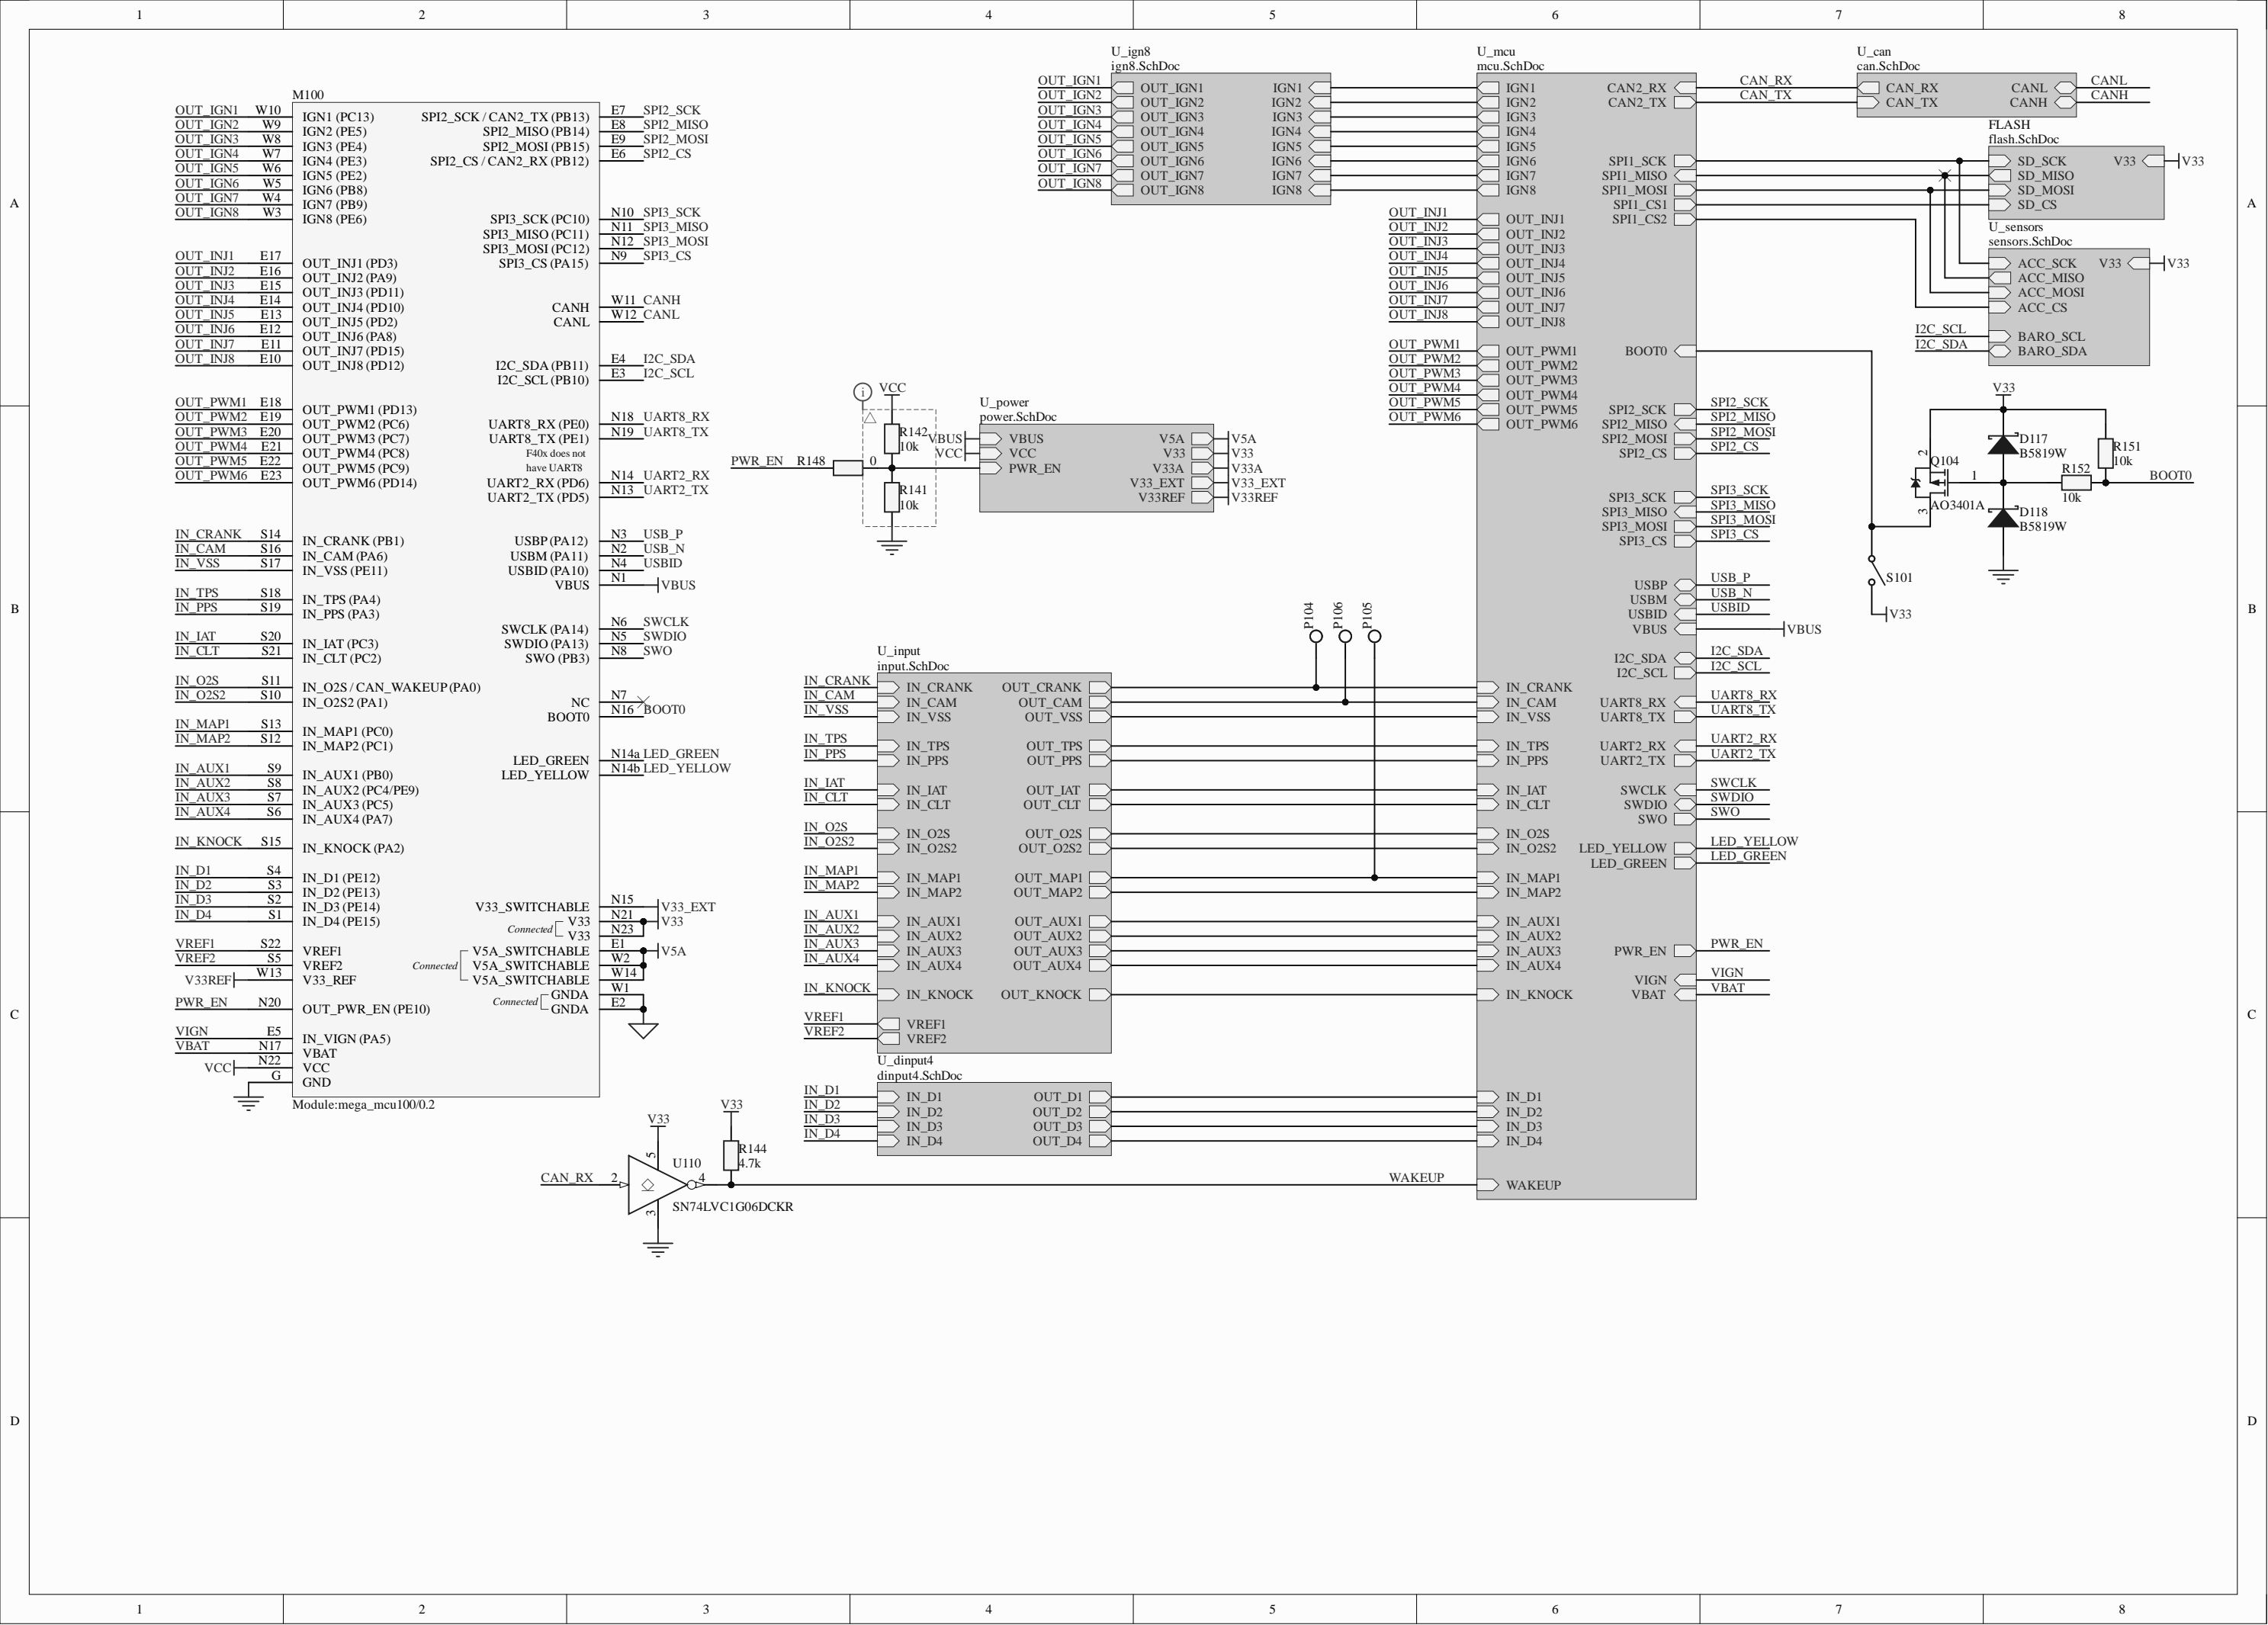 1 2 3 4 5 6 7 8
A
B
C
D
A
B
C
D
M100
OUT_IGN1 W10 IGN1 (PC13)
OUT_IGN2 W9 IGN2 (PE5)
OUT_IGN3 W8 IGN3 (PE4)
OUT_IGN4 W7 IGN4 (PE3)
OUT_IGN5 W6 IGN5 (PE2)
OUT_IGN6 W5 IGN6 (PB8)
OUT_IGN7 W4 IGN7 (PB9)
OUT_IGN8 W3 IGN8 (PE6)
OUT_INJ1 E17 OUT_INJ1 (PD3)
OUT_INJ2 E16 OUT_INJ2 (PA9)
OUT_INJ3 E15 OUT_INJ3 (PD11)
OUT_INJ4 E14 OUT_INJ4 (PD10)
OUT_INJ5 E13 OUT_INJ5 (PD2)
OUT_INJ6 E12 OUT_INJ6 (PA8)
OUT_INJ7 E11 OUT_INJ7 (PD15)
OUT_INJ8 E10 OUT_INJ8 (PD12)
OUT_PWM1 E18 OUT_PWM1 (PD13)
OUT_PWM2 E19 OUT_PWM2 (PC6)
OUT_PWM3 E20 OUT_PWM3 (PC7)
OUT_PWM4 E21 OUT_PWM4 (PC8)
OUT_PWM5 E22 OUT_PWM5 (PC9)
OUT_PWM6 E23 OUT_PWM6 (PD14)
IN_CRANK S14 IN_CRANK (PB1)
IN_CAM S16 IN_CAM (PA6)
IN_VSS S17 IN_VSS (PE11)
IN_TPS S18 IN_TPS (PA4)
IN_PPS S19 IN_PPS (PA3)
IN_IAT S20 IN_IAT (PC3)
IN_CLT S21 IN_CLT (PC2)
IN_O2S S11 IN_O2S / CAN_WAKEUP (PA0)
IN_O2S2 S10 IN_O2S2 (PA1)
IN_MAP1 S13 IN_MAP1 (PC0)
IN_MAP2 S12 IN_MAP2 (PC1)
IN_AUX1 S9 IN_AUX1 (PB0)
IN_AUX2 S8 IN_AUX2 (PC4/PE9)
IN_AUX3 S7 IN_AUX3 (PC5)
IN_AUX4 S6 IN_AUX4 (PA7)
IN_KNOCK S15 IN_KNOCK (PA2)
IN_D1 S4 IN_D1 (PE12)
IN_D2 S3 IN_D2 (PE13)
IN_D3 S2 IN_D3 (PE14)
IN_D4 S1 IN_D4 (PE15)
VREF1 S22 VREF1
VREF2 S5 VREF2
V33REF W13 V33_REF
PWR_EN N20 OUT_PWR_EN (PE10)
VIGN E5 IN_VIGN (PA5)
VBAT N17 VBAT
VCC N22 VCC
G GND
SPI2_SCK / CAN2_TX (PB13) E7 SPI2_SCK
SPI2_MISO (PB14) E8 SPI2_MISO
SPI2_MOSI (PB15) E9 SPI2_MOSI
SPI2_CS / CAN2_RX (PB12) E6 SPI2_CS
SPI3_SCK (PC10) N10 SPI3_SCK
SPI3_MISO (PC11) N11 SPI3_MISO
SPI3_MOSI (PC12) N12 SPI3_MOSI
SPI3_CS (PA15) N9 SPI3_CS
CANH W11 CANH
CANL W12 CANL
I2C_SDA (PB11) E4 I2C_SDA
I2C_SCL (PB10) E3 I2C_SCL
UART8_RX (PE0) N18 UART8_RX
UART8_TX (PE1) N19 UART8_TX
F40x does not
have UART8
UART2_RX (PD6) N14 UART2_RX
UART2_TX (PD5) N13 UART2_TX
USBP (PA12) N3 USB_P
USBM (PA11) N2 USB_N
USBID (PA10) N4 USBID
VBUS N1 VBUS
SWCLK (PA14) N6 SWCLK
SWDIO (PA13) N5 SWDIO
SWO (PB3) N8 SWO
NC N7
BOOT0 N16 BOOT0
LED_GREEN N14a LED_GREEN
LED_YELLOW N14b LED_YELLOW
V33_SWITCHABLE N15 V33_EXT
V33 N21 V33
Connected
V33 N23
V5A_SWITCHABLE E1 V5A
Connected V5A_SWITCHABLE W2
V5A_SWITCHABLE W14
GNDA W1
Connected
GNDA E2
Module:mega_mcu100/0.2
CAN_RX 2 U110 4
5
3
V33
SN74LVC1G06DCKR
V33
R144
4.7k
WAKEUP
i
VCC
R142
10k
PWR_EN R148 0
R141
10k
U_power
power.SchDoc
VBUS VBUS V5A V5A
VCC VCC V33 V33
PWR_EN V33A V33A
V33_EXT V33_EXT
V33REF V33REF
U_ign8
ign8.SchDoc
OUT_IGN1 OUT_IGN1 IGN1
OUT_IGN2 OUT_IGN2 IGN2
OUT_IGN3 OUT_IGN3 IGN3
OUT_IGN4 OUT_IGN4 IGN4
OUT_IGN5 OUT_IGN5 IGN5
OUT_IGN6 OUT_IGN6 IGN6
OUT_IGN7 OUT_IGN7 IGN7
OUT_IGN8 OUT_IGN8 IGN8
P104 P106 P105
U_input
input.SchDoc
IN_CRANK IN_CRANK OUT_CRANK
IN_CAM IN_CAM OUT_CAM
IN_VSS IN_VSS OUT_VSS
IN_TPS IN_TPS OUT_TPS
IN_PPS IN_PPS OUT_PPS
IN_IAT IN_IAT OUT_IAT
IN_CLT IN_CLT OUT_CLT
IN_O2S IN_O2S OUT_O2S
IN_O2S2 IN_O2S2 OUT_O2S2
IN_MAP1 IN_MAP1 OUT_MAP1
IN_MAP2 IN_MAP2 OUT_MAP2
IN_AUX1 IN_AUX1 OUT_AUX1
IN_AUX2 IN_AUX2 OUT_AUX2
IN_AUX3 IN_AUX3 OUT_AUX3
IN_AUX4 IN_AUX4 OUT_AUX4
IN_KNOCK IN_KNOCK OUT_KNOCK
VREF1 VREF1
VREF2 VREF2
U_dinput4
dinput4.SchDoc
IN_D1 IN_D1 OUT_D1
IN_D2 IN_D2 OUT_D2
IN_D3 IN_D3 OUT_D3
IN_D4 IN_D4 OUT_D4
U_mcu
mcu.SchDoc
IGN1
IGN2
IGN3
IGN4
IGN5
IGN6
IGN7
IGN8
OUT_INJ1 OUT_INJ1
OUT_INJ2 OUT_INJ2
OUT_INJ3 OUT_INJ3
OUT_INJ4 OUT_INJ4
OUT_INJ5 OUT_INJ5
OUT_INJ6 OUT_INJ6
OUT_INJ7 OUT_INJ7
OUT_INJ8 OUT_INJ8
OUT_PWM1 OUT_PWM1
OUT_PWM2 OUT_PWM2
OUT_PWM3 OUT_PWM3
OUT_PWM4 OUT_PWM4
OUT_PWM5 OUT_PWM5
OUT_PWM6 OUT_PWM6
IN_CRANK
IN_CAM
IN_VSS
IN_TPS
IN_PPS
IN_IAT
IN_CLT
IN_O2S
IN_O2S2
IN_MAP1
IN_MAP2
IN_AUX1
IN_AUX2
IN_AUX3
IN_AUX4
IN_KNOCK
IN_D1
IN_D2
IN_D3
IN_D4
WAKEUP
CAN2_RX CAN_RX
CAN2_TX CAN_TX
SPI1_SCK
SPI1_MISO
SPI1_MOSI
SPI1_CS1
SPI1_CS2
BOOT0
SPI2_SCK SPI2_SCK
SPI2_MISO SPI2_MISO
SPI2_MOSI SPI2_MOSI
SPI2_CS SPI2_CS
SPI3_SCK SPI3_SCK
SPI3_MISO SPI3_MISO
SPI3_MOSI SPI3_MOSI
SPI3_CS SPI3_CS
USBP USB_P
USBM USB_N
USBID USBID
VBUS VBUS
I2C_SDA I2C_SDA
I2C_SCL I2C_SCL
UART8_RX UART8_RX
UART8_TX UART8_TX
UART2_RX UART2_RX
UART2_TX UART2_TX
SWCLK SWCLK
SWDIO SWDIO
SWO SWO
LED_YELLOW LED_YELLOW
LED_GREEN LED_GREEN
PWR_EN PWR_EN
VIGN VIGN
VBAT VBAT
U_can
can.SchDoc
CAN_RX CANL CANL
CAN_TX CANH CANH
FLASH
flash.SchDoc
SD_SCK V33 V33
SD_MISO
SD_MOSI
SD_CS
U_sensors
sensors.SchDoc
ACC_SCK V33 V33
ACC_MISO
ACC_MOSI
ACC_CS
I2C_SCL BARO_SCL
I2C_SDA BARO_SDA
V33
D117
B5819W
R151
10k
2
Q104
1
3
AO3401A
R152
10k
BOOT0
D118
B5819W
S101
V33
1 2 3 4 5 6 7 8